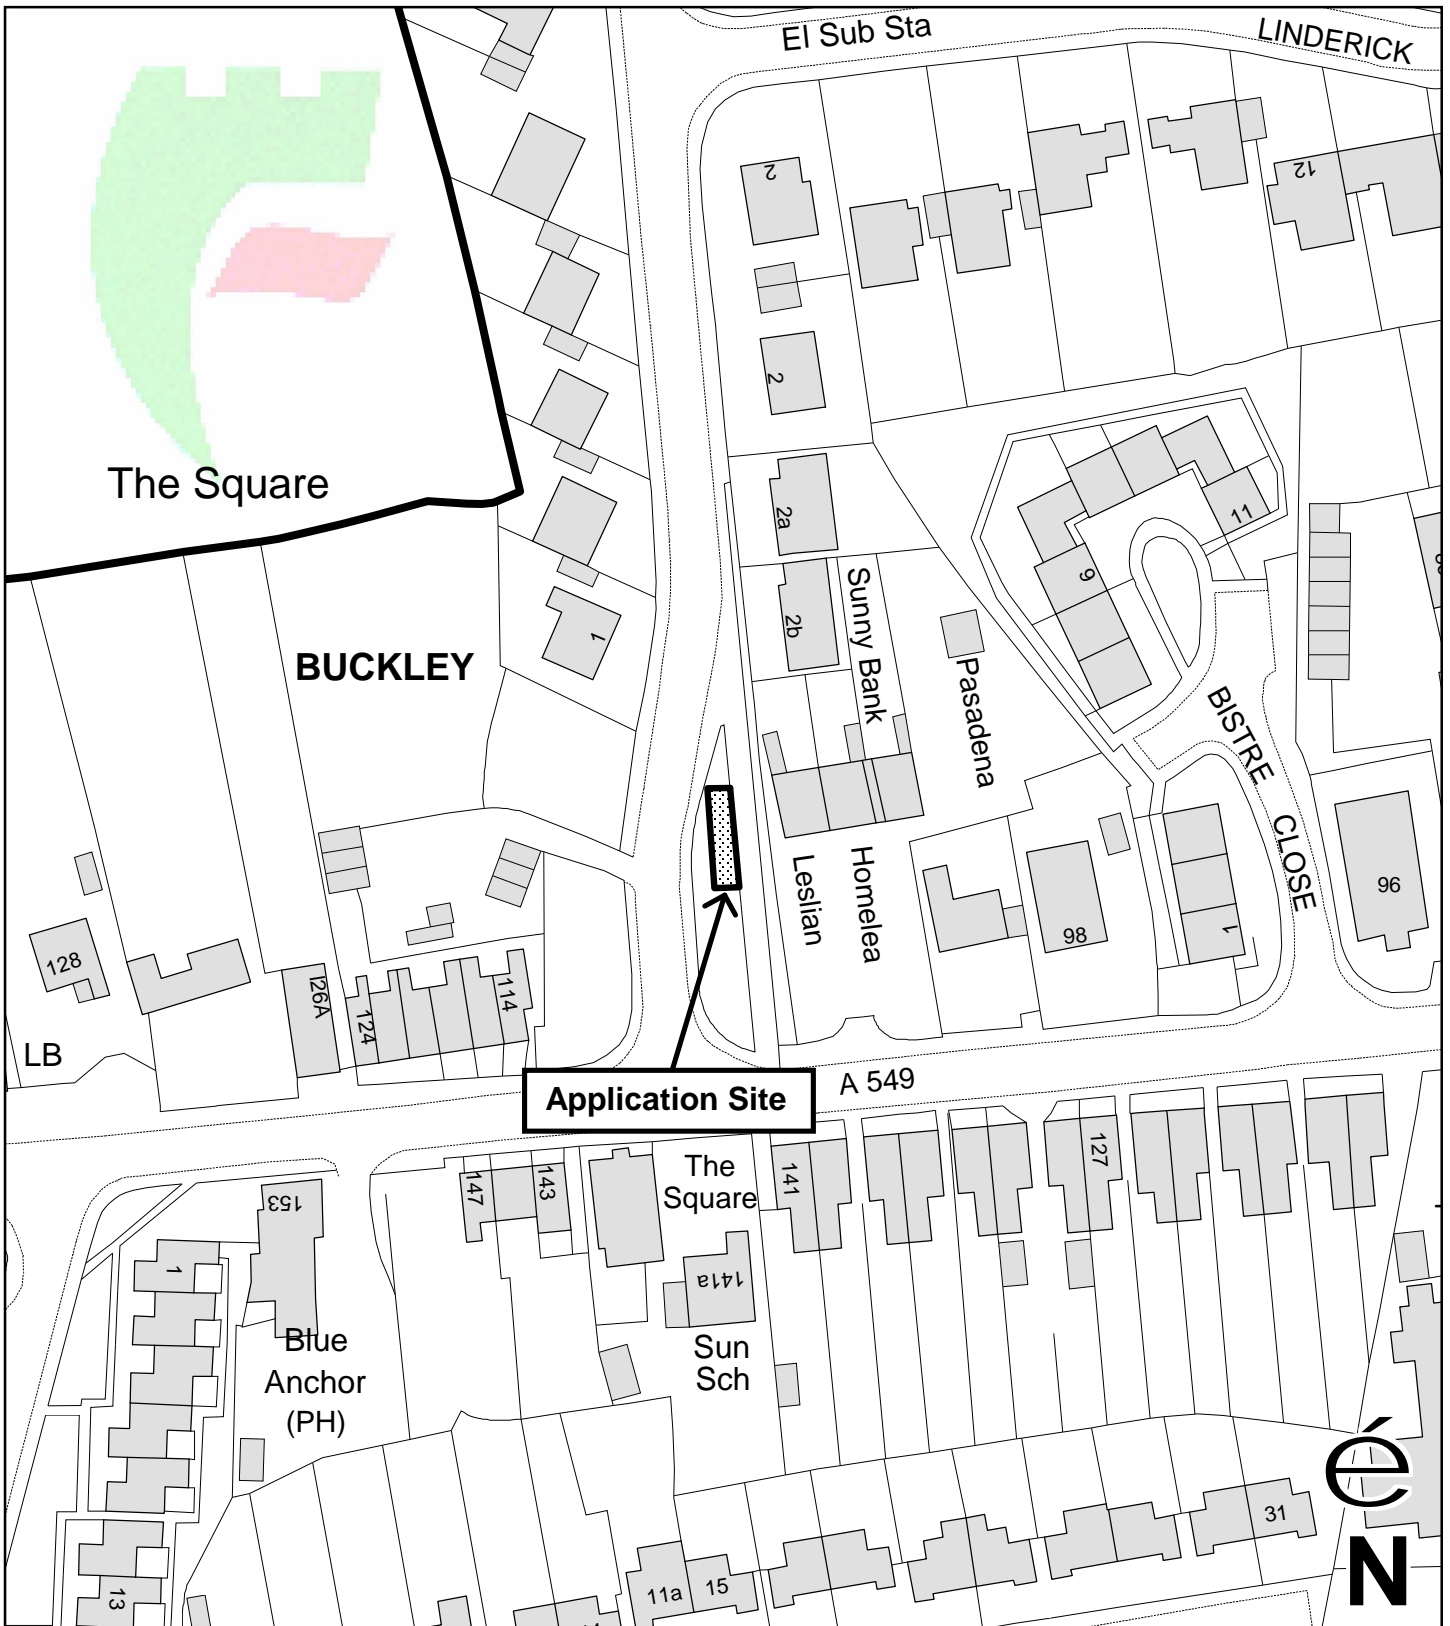 El Sub Sta
LINDERICK
2
12
2
The Square
2a
11
Sunny Bank
9
2b
1
BUCKLEY
Pasadena
BISTRE
CLOSE
Leslian
Homelea
96
1
98
128
126A
124
114
LB
A 549
Application Site
The
Square
141
127
147
143
153
1
141a
Blue
Anchor
(PH)
Sun
Sch
é
N
31
11a
15
13